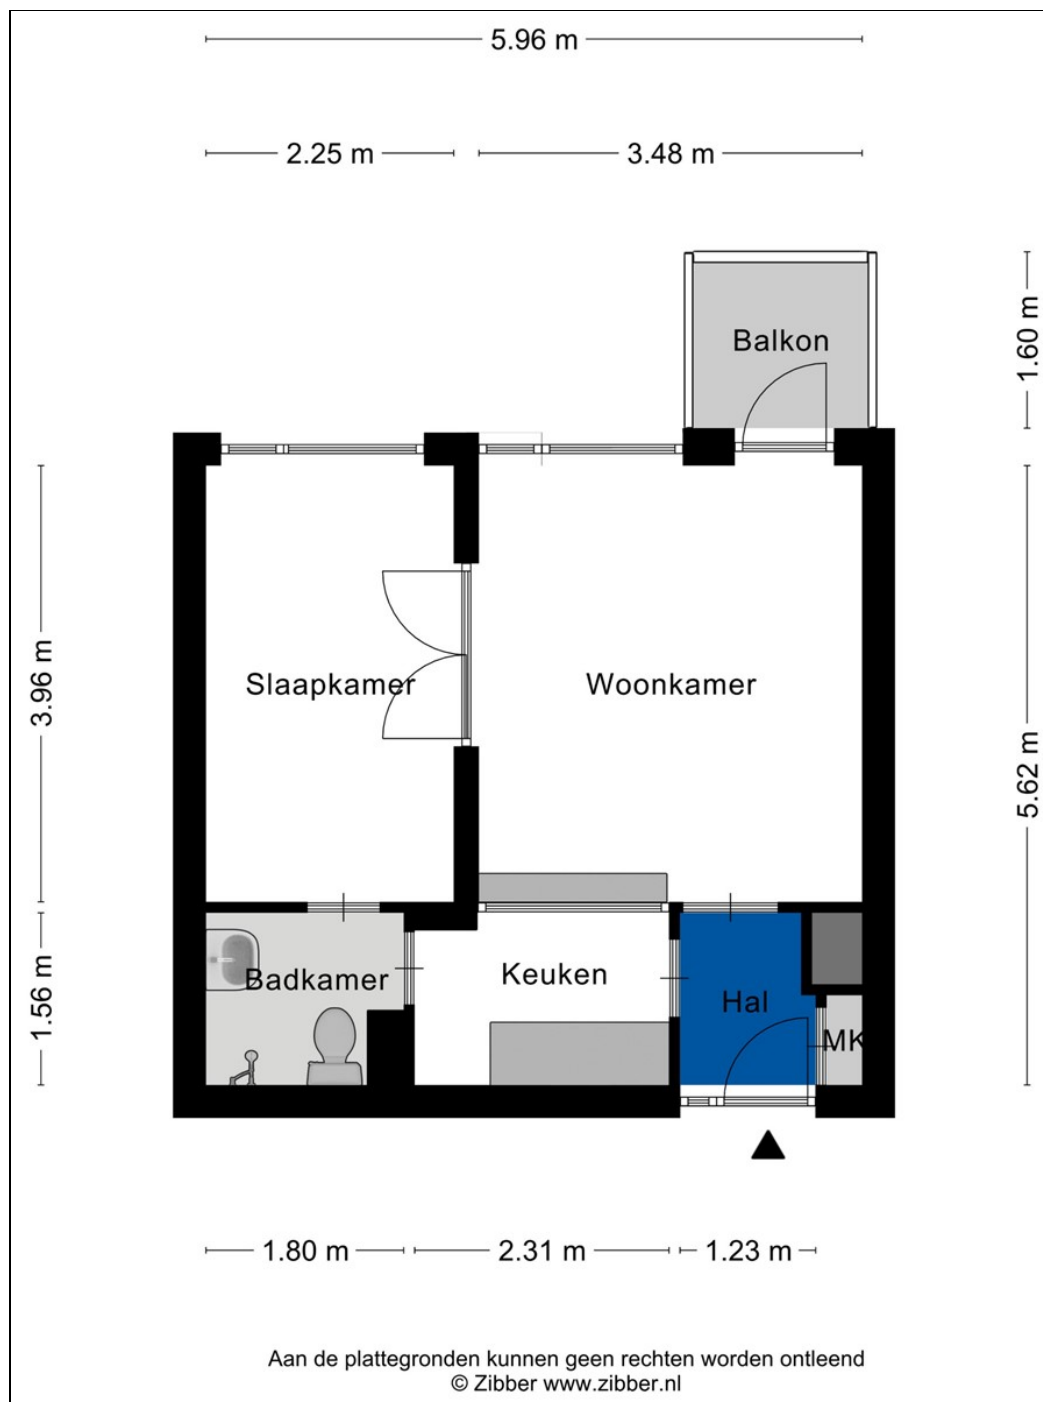 5.96 m
2.25 m
3.48 m
Balkon
1.60 m
3.96 m
Slaapkamer
Woonkamer
5.62 m
1.56 m
Badkamer
Keuken
Hal
MK
1.80 m
2.31 m
1.23 m
Aan de plattegronden kunnen geen rechten worden ontleend
© Zibber www.zibber.nl